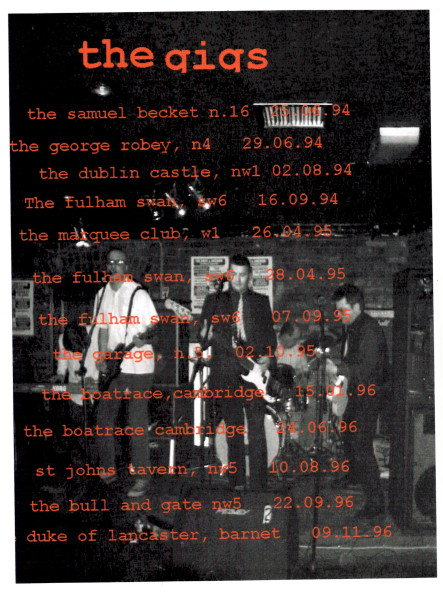 the gigs
the samuel becket n.16 25.06.94
the george robey, n4 29.06.94
the dublin castle, nw1 02.08.94
The fulham swan, sw6 16.09.94
the marquee club, w1 26.04.95
the fulham swan, sw6 28.04.95
the fulham swan, sw6 07.09.95
the garage, n.5. 02.10.95
the boatrace,cambridge 15.01.96
the boatrace cambridge 24.06.96
st johns tavern, nw5 10.08.96
the bull and gate nw5 22.09.96
duke of lancaster, barnet 09.11.96